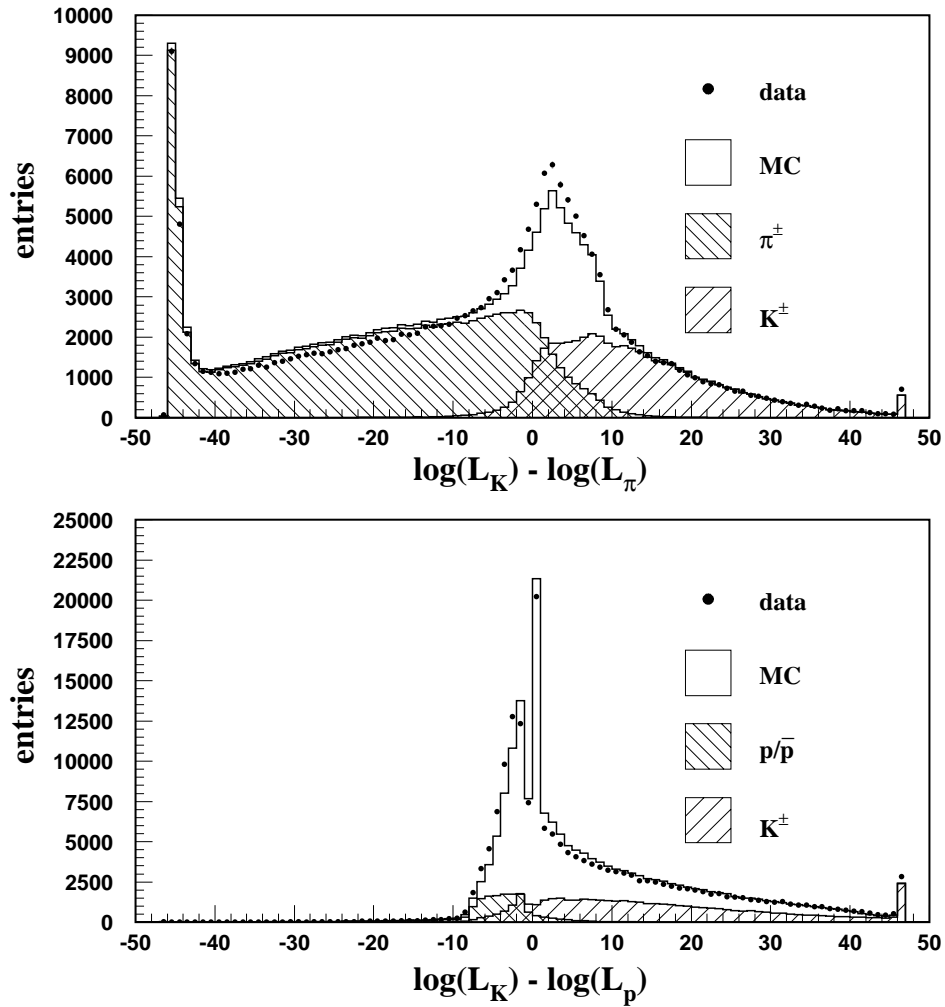 10000
9000
8000
7000
6000
5000
4000
3000
2000
1000
0
entries
data
MC
π±
K±
-50 -40 -30 -20 -10 0 10 20 30 40 50
log(L_K) - log(L_π)
25000
22500
20000
17500
15000
12500
10000
7500
5000
2500
0
entries
data
MC
p/p̅
K±
-50 -40 -30 -20 -10 0 10 20 30 40 50
log(L_K) - log(L_p)